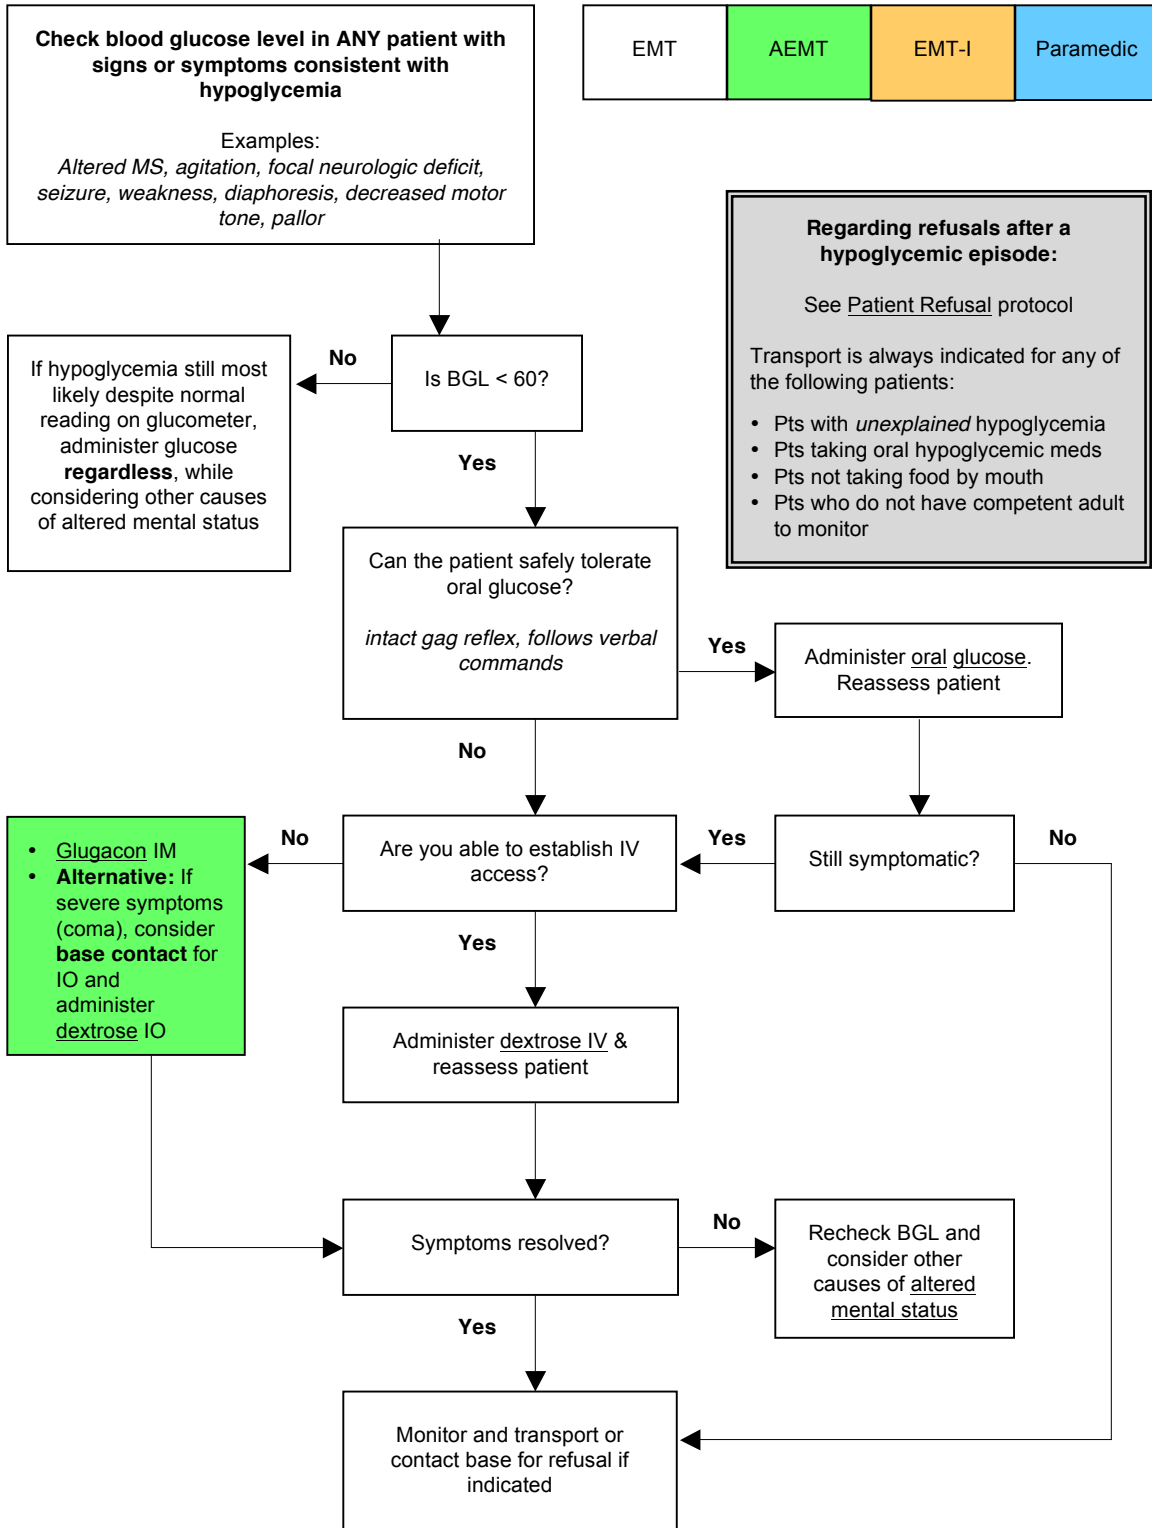 Check blood glucose level in ANY patient with
signs or symptoms consistent with
hypoglycemia
Examples:
Altered MS, agitation, focal neurologic deficit,
seizure, weakness, diaphoresis, decreased motor
tone, pallor
EMT
AEMT
EMT-I
Paramedic
Regarding refusals after a
hypoglycemic episode:
See Patient Refusal protocol
Transport is always indicated for any of
the following patients:
• Pts with unexplained hypoglycemia
• Pts taking oral hypoglycemic meds
• Pts not taking food by mouth
• Pts who do not have competent adult
to monitor
No
Is BGL < 60?
If hypoglycemia still most
likely despite normal
reading on glucometer,
administer glucose
regardless, while
considering other causes
of altered mental status
Yes
Can the patient safely tolerate
oral glucose?
intact gag reflex, follows verbal
commands
Yes
Administer oral glucose.
Reassess patient
No
Are you able to establish IV
access?
Yes
Still symptomatic?
No
No
• Glugacon IM
• Alternative: If
severe symptoms
(coma), consider
base contact for
IO and
administer
dextrose IO
Yes
Administer dextrose IV &
reassess patient
Symptoms resolved?
No
Recheck BGL and
consider other
causes of altered
mental status
Yes
Monitor and transport or
contact base for refusal if
indicated